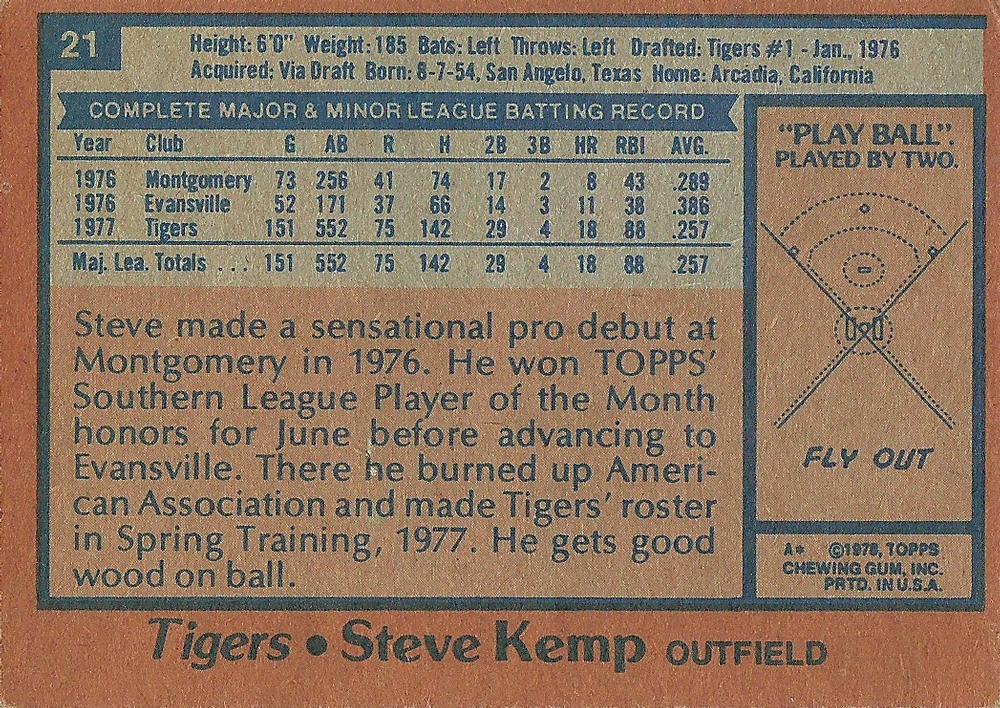 21
Height: 6'0" Weight: 185 Bats: Left Throws: Left Drafted: Tigers #1 - Jan., 1976
Acquired: Via Draft Born: 8-7-54, San Angelo, Texas Home: Arcadia, California
COMPLETE MAJOR & MINOR LEAGUE BATTING RECORD
Year Club G AB R H 2B 3B HR RBI AVG.
1976 Montgomery 73 256 41 74 17 2 8 43 .289
1976 Evansville 52 171 37 66 14 3 11 38 .386
1977 Tigers 151 552 75 142 29 4 18 88 .257
Maj. Lea. Totals ... 151 552 75 142 29 4 18 88 .257
Steve made a sensational pro debut at
Montgomery in 1976. He won TOPPS'
Southern League Player of the Month
honors for June before advancing to
Evansville. There he burned up Ameri-
can Association and made Tigers' roster
in Spring Training, 1977. He gets good
wood on ball.
"PLAY BALL".
PLAYED BY TWO.
FLY OUT
A* ©1978, TOPPS
CHEWING GUM, INC.
PRTD. IN U.S.A.
Tigers • Steve Kemp OUTFIELD